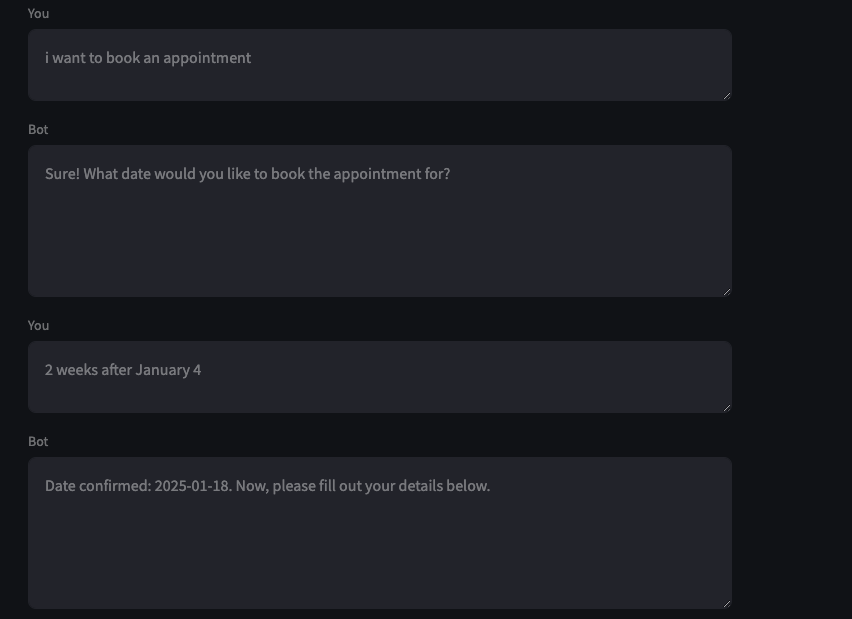 You
i want to book an appointment
Bot
Sure! What date would you like to book the appointment for?
You
2 weeks after January 4
Bot
Date confirmed: 2025-01-18. Now, please fill out your details below.